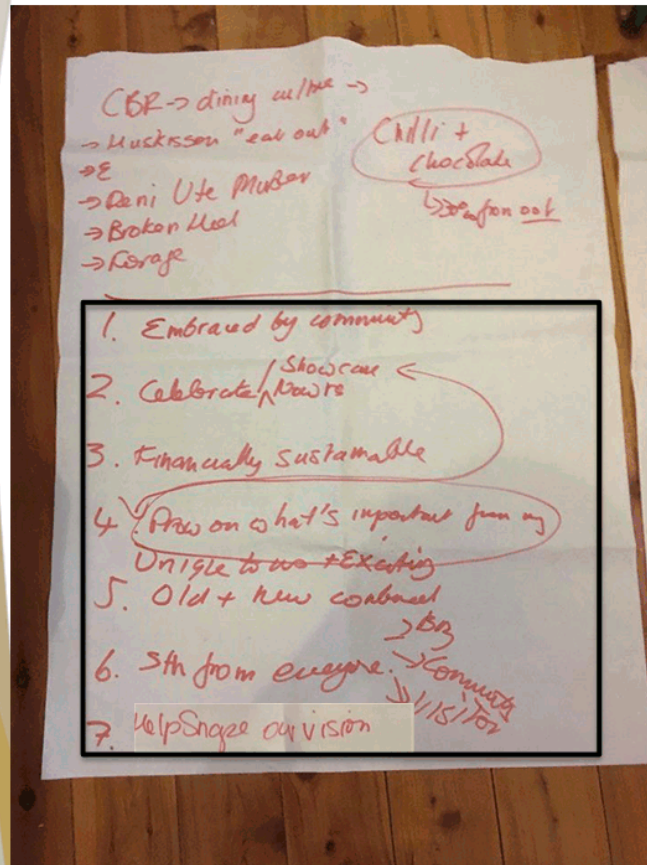 CBR → dining culture →
→ Huskisson "eat out"
→ E
→ Deni Ute Muster
→ Broken Heel
→ Forage
Chilli +
chocolate
from oot
1. Embraced by community
2. Celebrate / Showcase
Nowra
3. Financially sustainable
4 Draw on what's important from my
Unique to us + Exciting
5. Old + new combined
6. Sth from everyone.
→ Biz
→ Community
→ Visitor
7. Help Shape our vision